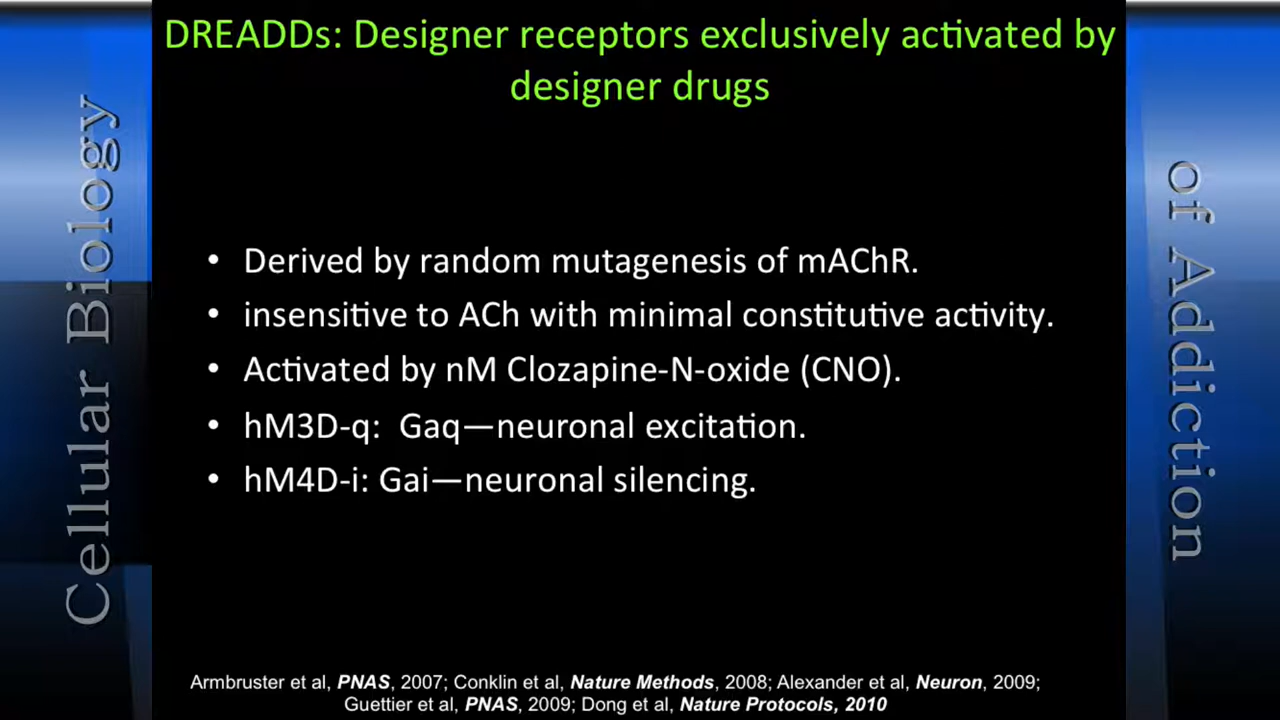 DREADDs: Designer receptors exclusively activated by
designer drugs
Cellular Biology
of Addiction
• Derived by random mutagenesis of mAChR.
• insensitive to ACh with minimal constitutive activity.
• Activated by nM Clozapine-N-oxide (CNO).
• hM3D-q:  Gaq—neuronal excitation.
• hM4D-i: Gai—neuronal silencing.
Armbruster et al, PNAS, 2007; Conklin et al, Nature Methods, 2008; Alexander et al, Neuron, 2009;
Guettier et al, PNAS, 2009; Dong et al, Nature Protocols, 2010